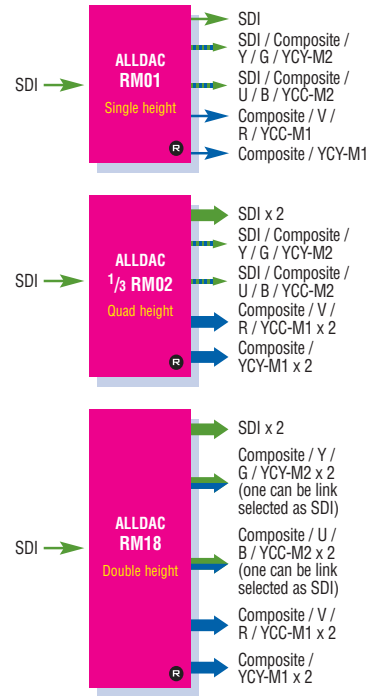 SDI
ALLDAC
RM01
Single height
R
SDI
SDI / Composite /
Y / G / YCY-M2
SDI / Composite /
U / B / YCC-M2
Composite / V /
R / YCC-M1
Composite / YCY-M1
SDI
ALLDAC
1/3 RM02
Quad height
R
SDI x 2
SDI / Composite /
Y / G / YCY-M2
SDI / Composite /
U / B / YCC-M2
Composite / V /
R / YCC-M1 x 2
Composite /
YCY-M1 x 2
SDI
ALLDAC
RM18
Double height
R
SDI x 2
Composite / Y /
G / YCY-M2 x 2
(one can be link
selected as SDI)
Composite / U /
B / YCC-M2 x 2
(one can be link
selected as SDI)
Composite / V /
R / YCC-M1 x 2
Composite /
YCY-M1 x 2